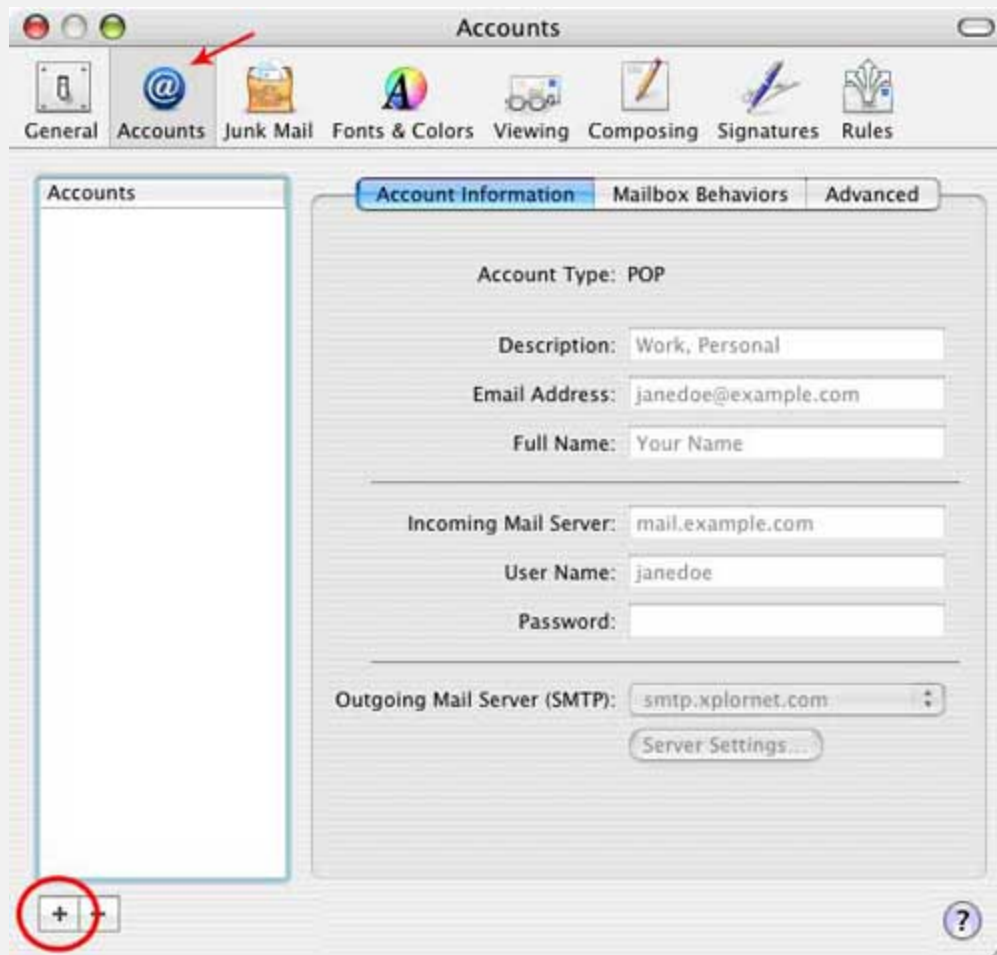 Accounts
General Accounts Junk Mail Fonts & Colors Viewing Composing Signatures Rules
Accounts
Account Information Mailbox Behaviors Advanced
Account Type: POP
Description: Work, Personal
Email Address: janedoe@example.com
Full Name: Your Name
Incoming Mail Server: mail.example.com
User Name: janedoe
Password:
Outgoing Mail Server (SMTP): smtp.xplornet.com
Server Settings...
+ -
?